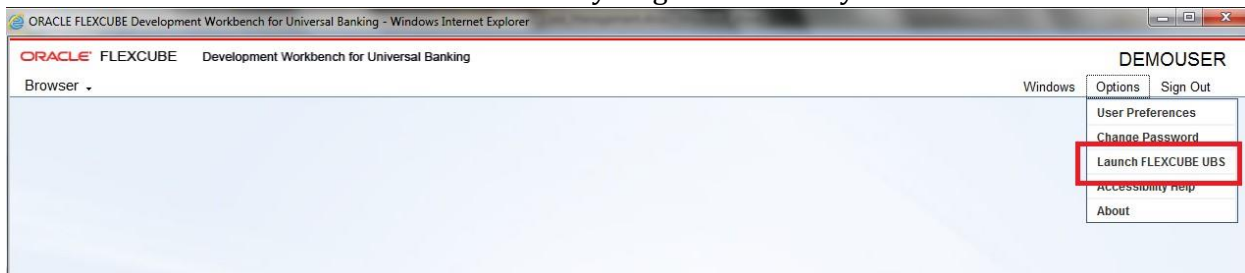 ORACLE FLEXCUBE Development Workbench for Universal Banking - Windows Internet Explorer
ORACLE FLEXCUBE Development Workbench for Universal Banking DEMOUSER
Browser Windows Options Sign Out
User Preferences
Change Password
Launch FLEXCUBE UBS
Accessibility Help
About